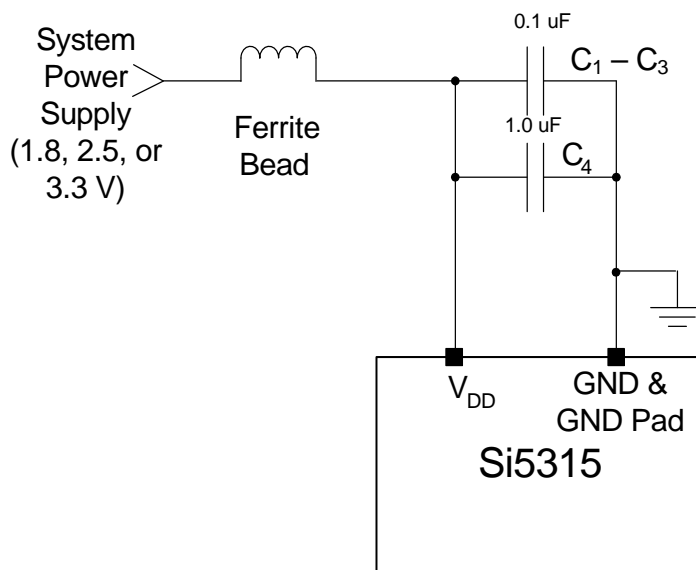 System
Power
Supply
(1.8, 2.5, or
3.3 V)
Ferrite
Bead
0.1 uF
C1 – C3
1.0 uF
C4
VDD
GND &
GND Pad
Si5315